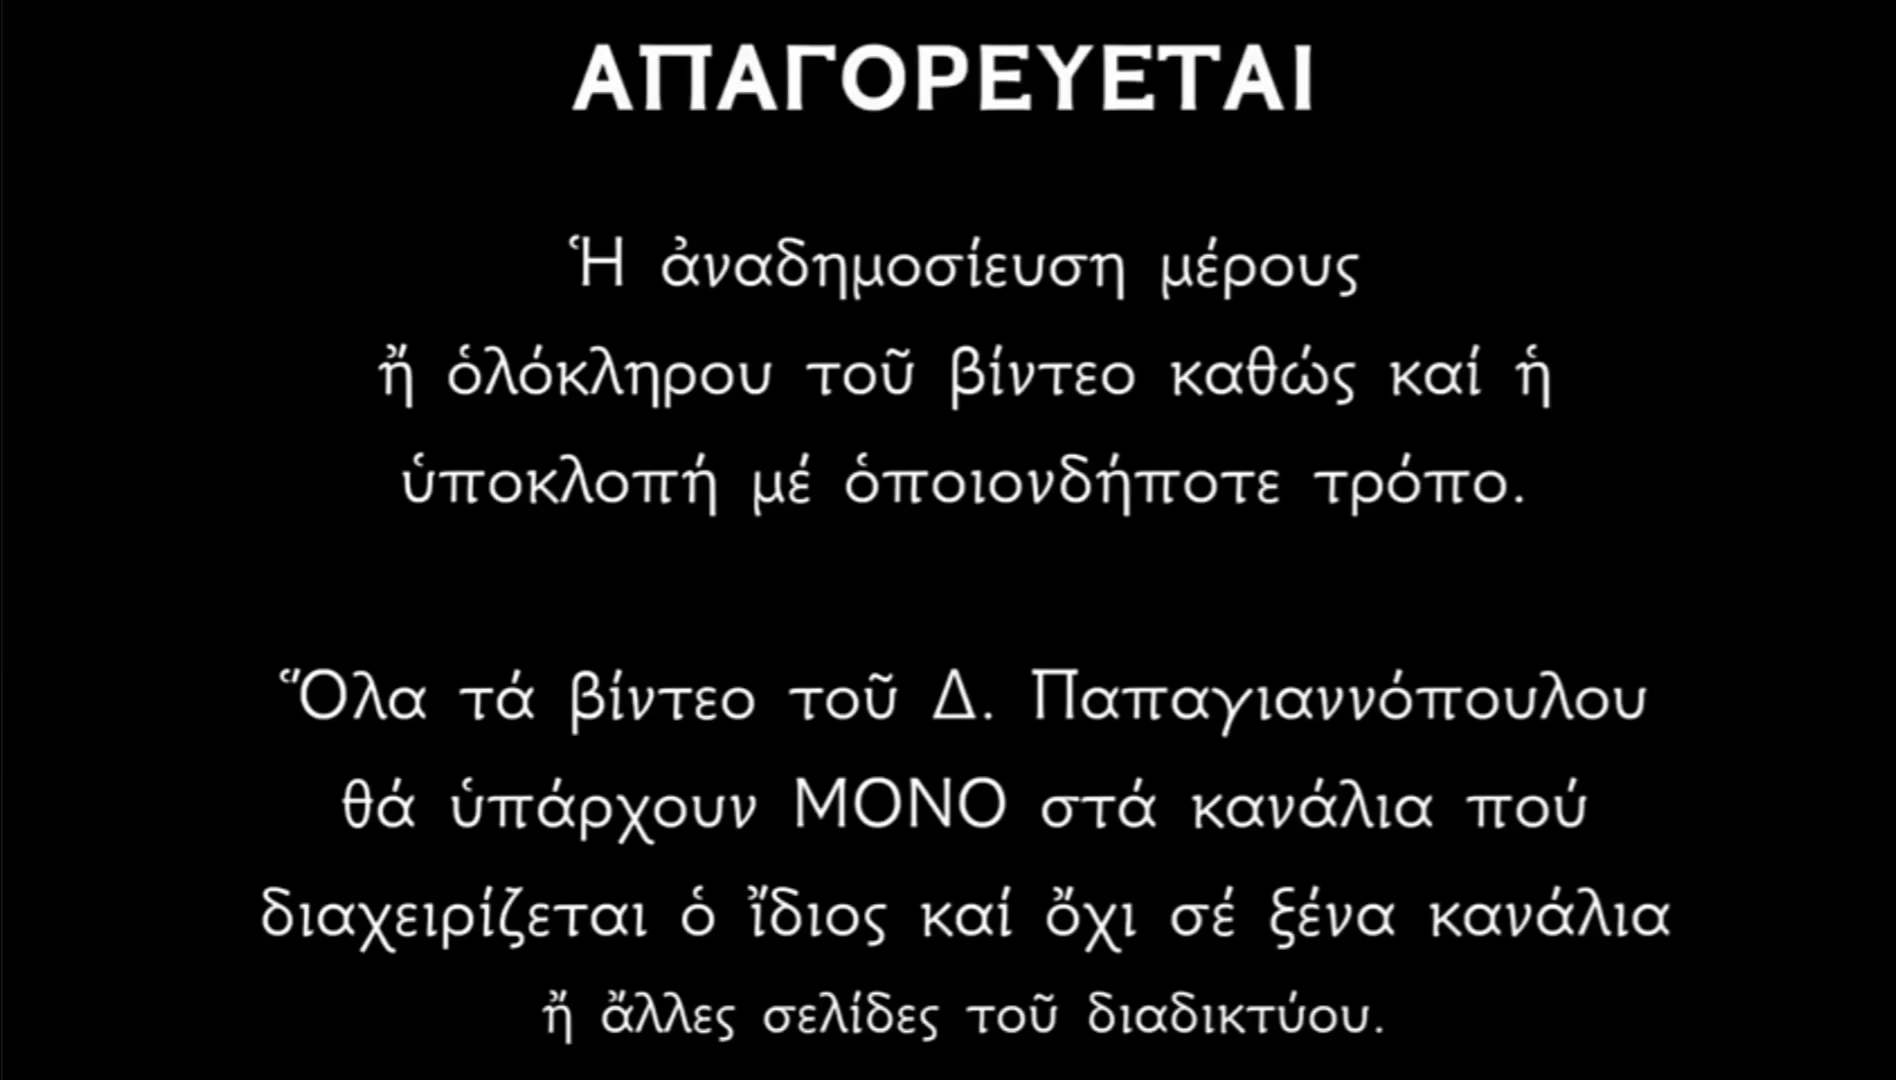 ΑΠΑΓΟΡΕΥΕΤΑΙ
Ἡ ἀναδημοσίευση μέρους
ἤ ὁλόκληρου τοῦ βίντεο καθώς καί ἡ
ὑποκλοπή μέ ὁποιονδήποτε τρόπο.
Ὅλα τά βίντεο τοῦ Δ. Παπαγιαννόπουλου
θά ὑπάρχουν ΜΟΝΟ στά κανάλια πού
διαχειρίζεται ὁ ἴδιος καί ὄχι σέ ξένα κανάλια
ἤ ἄλλες σελίδες τοῦ διαδικτύου.